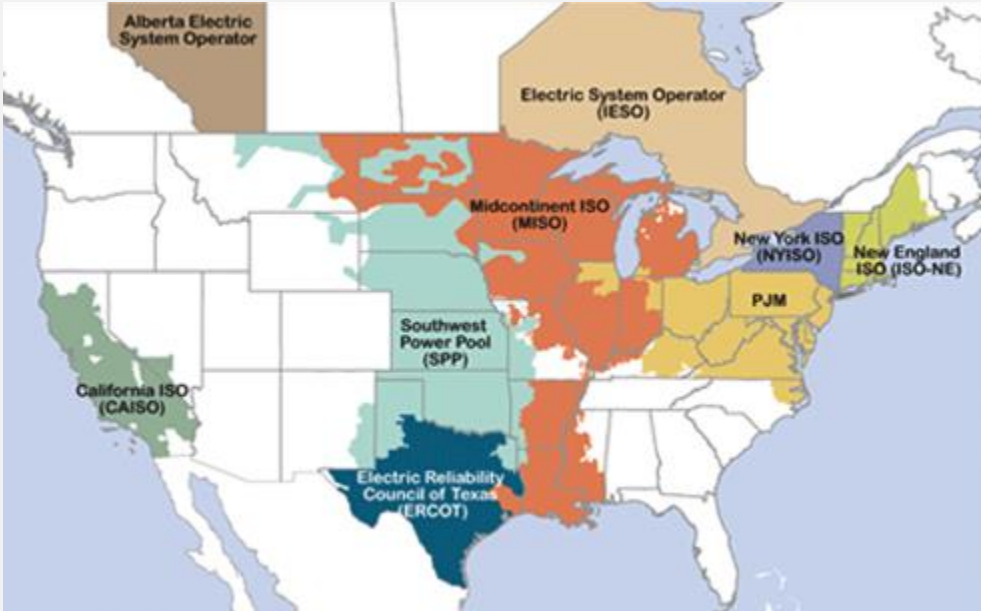 Alberta Electric
System Operator
Electric System Operator
(IESO)
Midcontinent ISO
(MISO)
New York ISO
(NYISO)
New England
ISO (ISO-NE)
PJM
Southwest
Power Pool
(SPP)
California ISO
(CAISO)
Electric Reliability
Council of Texas
(ERCOT)